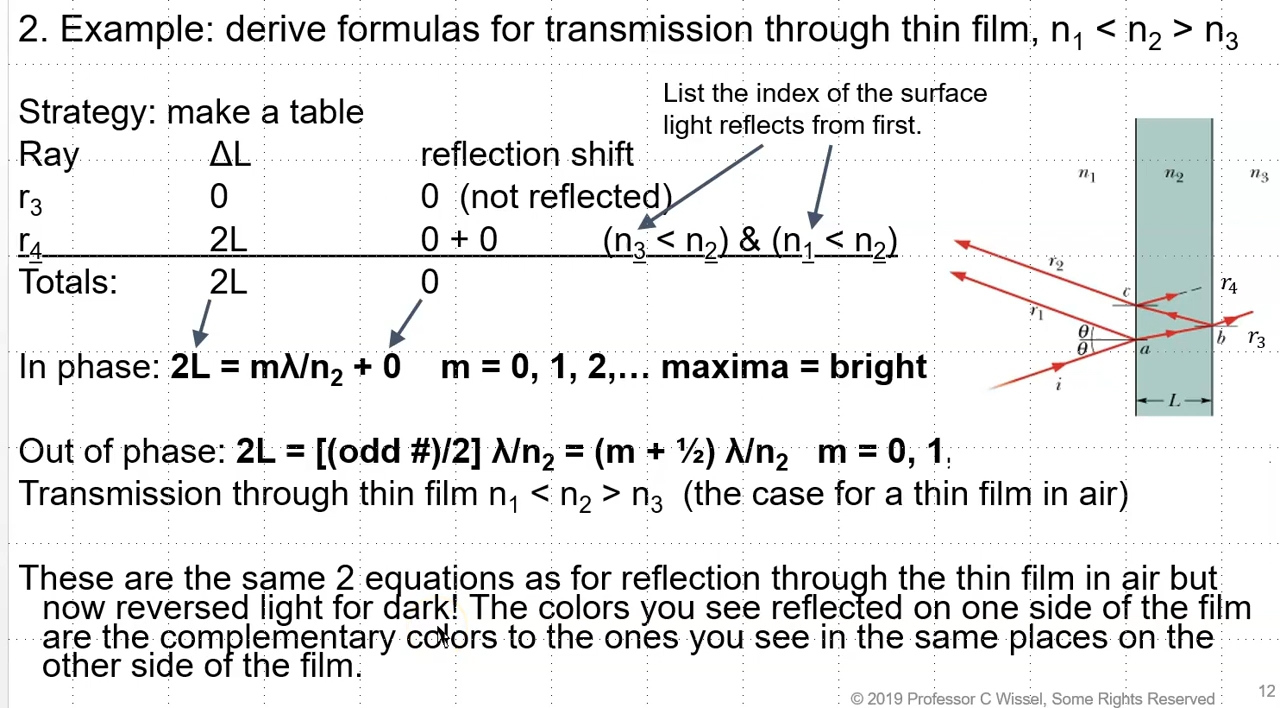 2. Example: derive formulas for transmission through thin film, n₁ < n₂ > n₃
List the index of the surface
light reflects from first.
Strategy: make a table
Ray ΔL reflection shift
r₃ 0 0 (not reflected)
r₄ 2L 0 + 0 (n₃ < n₂) & (n₁ < n₂)
Totals: 2L 0
In phase: 2L = mλ/n₂ + 0 m = 0, 1, 2,... maxima = bright
Out of phase: 2L = [(odd #)/2] λ/n₂ = (m + ½) λ/n₂ m = 0, 1
Transmission through thin film n₁ < n₂ > n₃ (the case for a thin film in air)
These are the same 2 equations as for reflection through the thin film in air but
now reversed light for dark! The colors you see reflected on one side of the film
are the complementary colors to the ones you see in the same places on the
other side of the film.
n₁ n₂ n₃
r₂
c r₄
r₁
θ
θ a b r₃
i
L
© 2019 Professor C Wissel, Some Rights Reserved 12